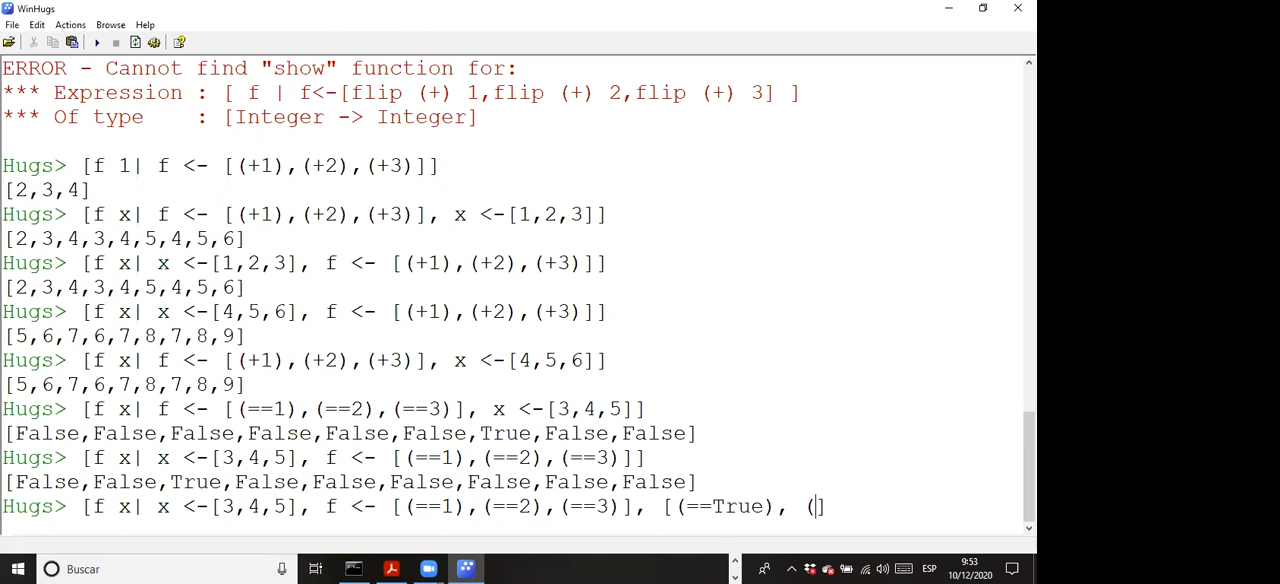 WinHugs
File Edit Actions Browse Help
ERROR - Cannot find "show" function for:
*** Expression : [ f | f<-[flip (+) 1,flip (+) 2,flip (+) 3] ]
*** Of type    : [Integer -> Integer]
Hugs> [f 1| f <- [(+1),(+2),(+3)]]
[2,3,4]
Hugs> [f x| f <- [(+1),(+2),(+3)], x <-[1,2,3]]
[2,3,4,3,4,5,4,5,6]
Hugs> [f x| x <-[1,2,3], f <- [(+1),(+2),(+3)]]
[2,3,4,3,4,5,4,5,6]
Hugs> [f x| x <-[4,5,6], f <- [(+1),(+2),(+3)]]
[5,6,7,6,7,8,7,8,9]
Hugs> [f x| f <- [(+1),(+2),(+3)], x <-[4,5,6]]
[5,6,7,6,7,8,7,8,9]
Hugs> [f x| f <- [(==1),(==2),(==3)], x <-[3,4,5]]
[False,False,False,False,False,False,True,False,False]
Hugs> [f x| x <-[3,4,5], f <- [(==1),(==2),(==3)]]
[False,False,True,False,False,False,False,False,False]
Hugs> [f x| x <-[3,4,5], f <- [(==1),(==2),(==3)], [(==True), (]
Buscar
ESP
9:53
10/12/2020